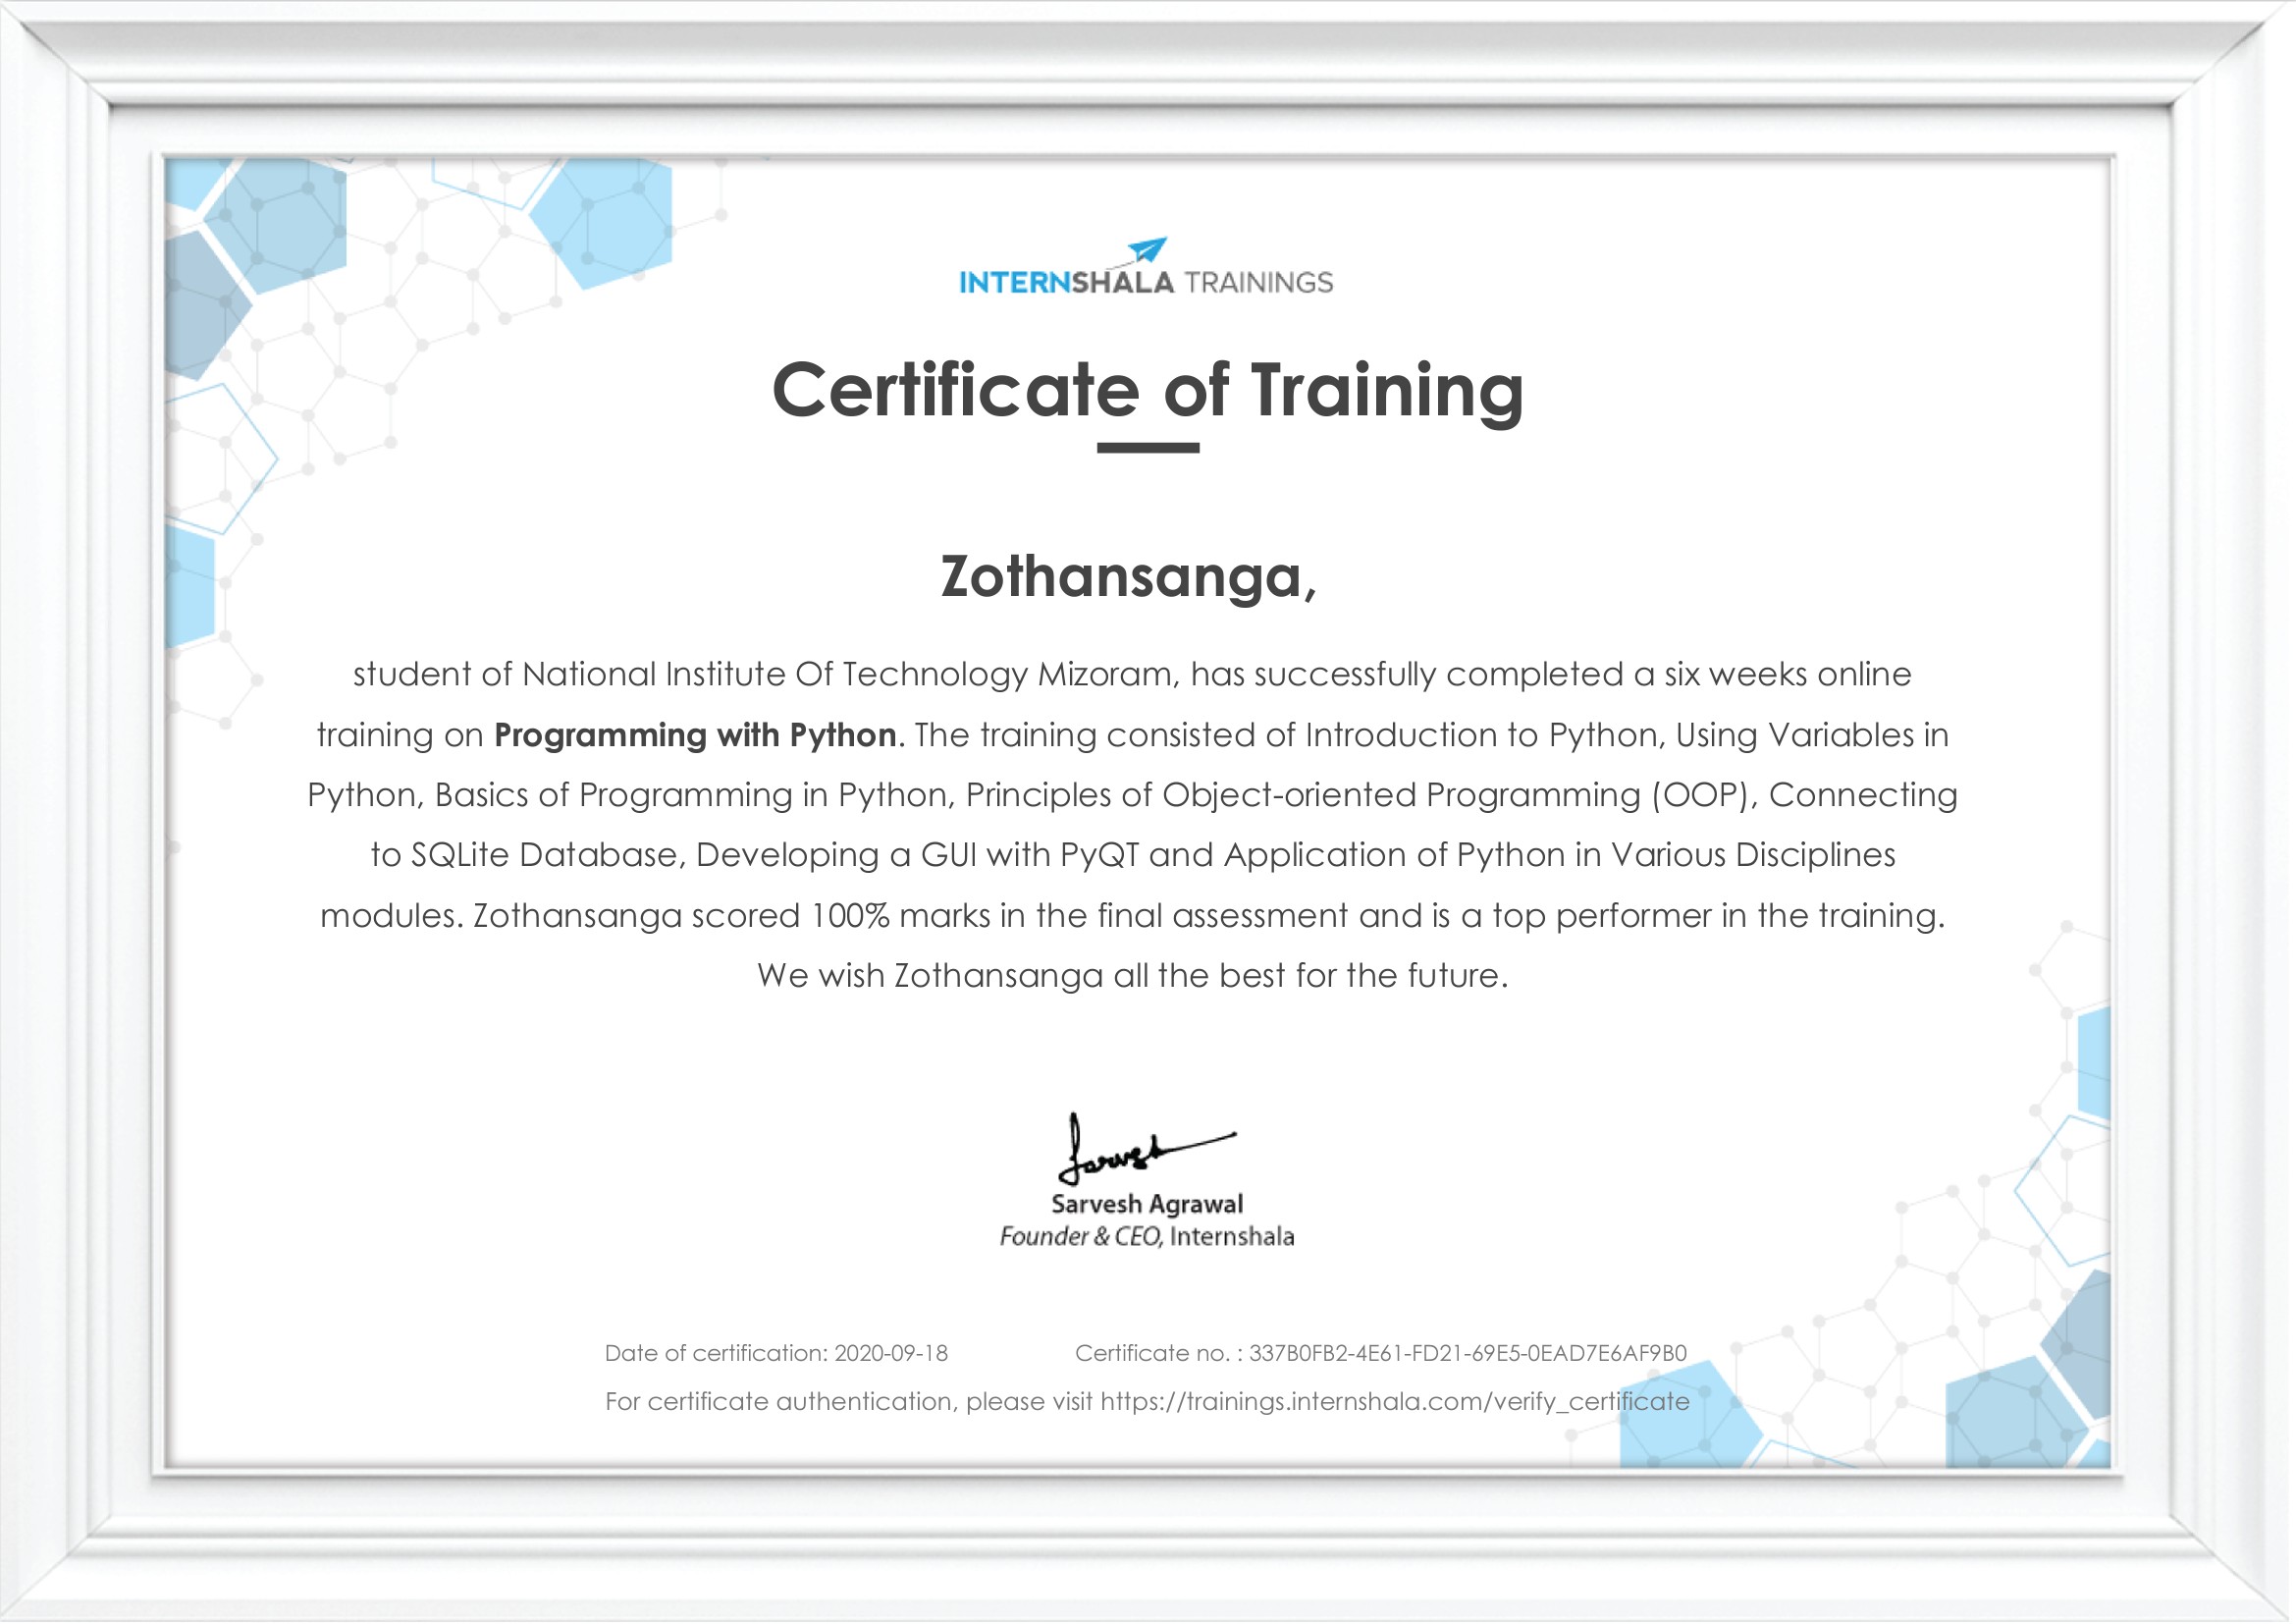 INTERNSHALA TRAININGS
Certificate of Training
Zothansanga,
student of National Institute Of Technology Mizoram, has successfully completed a six weeks online
training on Programming with Python. The training consisted of Introduction to Python, Using Variables in
Python, Basics of Programming in Python, Principles of Object-oriented Programming (OOP), Connecting
to SQLite Database, Developing a GUI with PyQT and Application of Python in Various Disciplines
modules. Zothansanga scored 100% marks in the final assessment and is a top performer in the training.
We wish Zothansanga all the best for the future.
Sarvesh
Sarvesh Agrawal
Founder & CEO, Internshala
Date of certification: 2020-09-18 Certificate no. : 337B0FB2-4E61-FD21-69E5-0EAD7E6AF9B0
For certificate authentication, please visit https://trainings.internshala.com/verify_certificate